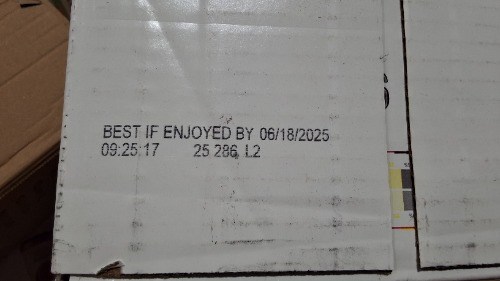 BEST IF ENJOYED BY 06/18/2025
09:25:17 25 286 L2